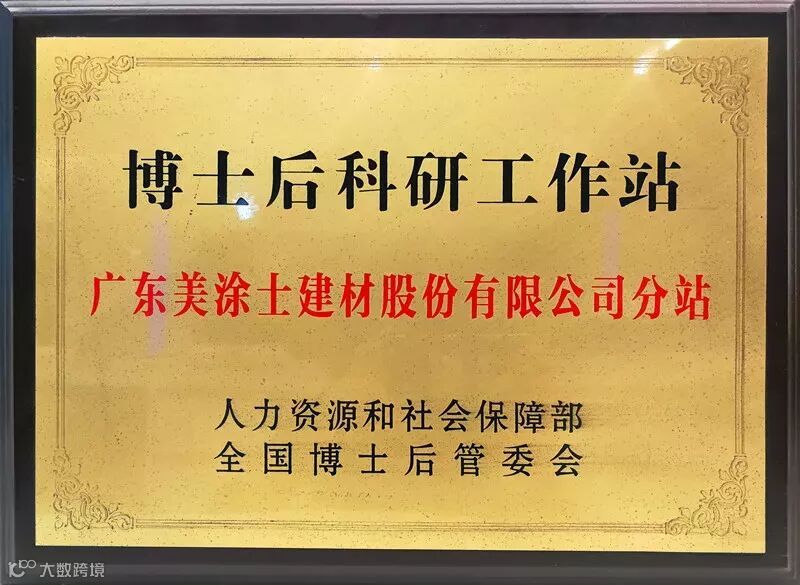 博士后科研工作站
广东美涂士建材股份有限公司分站
人力资源和社会保障部
全国博士后管委会
大数跨境